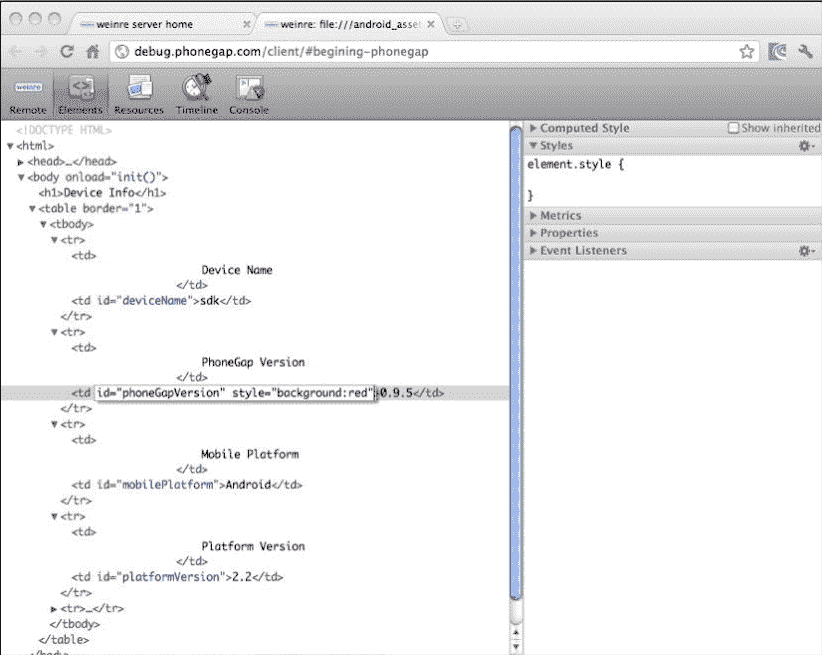 weinre server home
weinre: file:///android_asse
debug.phonegap.com/client/#begining-phonegap
weinre
Remote Elements Resources Timeline Console
<!DOCTYPE HTML>
<html>
<head>…</head>
<body onload="init()">
<h1>Device Info</h1>
<table border="1">
<tbody>
<tr>
<td>
Device Name
</td>
<td id="deviceName">sdk</td>
</tr>
<tr>
<td>
PhoneGap Version
</td>
<td id="phoneGapVersion" style="background:red">0.9.5</td>
</tr>
<tr>
<td>
Mobile Platform
</td>
<td id="mobilePlatform">Android</td>
</tr>
<tr>
<td>
Platform Version
</td>
<td id="platformVersion">2.2</td>
</tr>
<tr>…</tr>
</tbody>
</table>
</body>
Computed Style Show inherited
Styles
element.style {
}
Metrics
Properties
Event Listeners